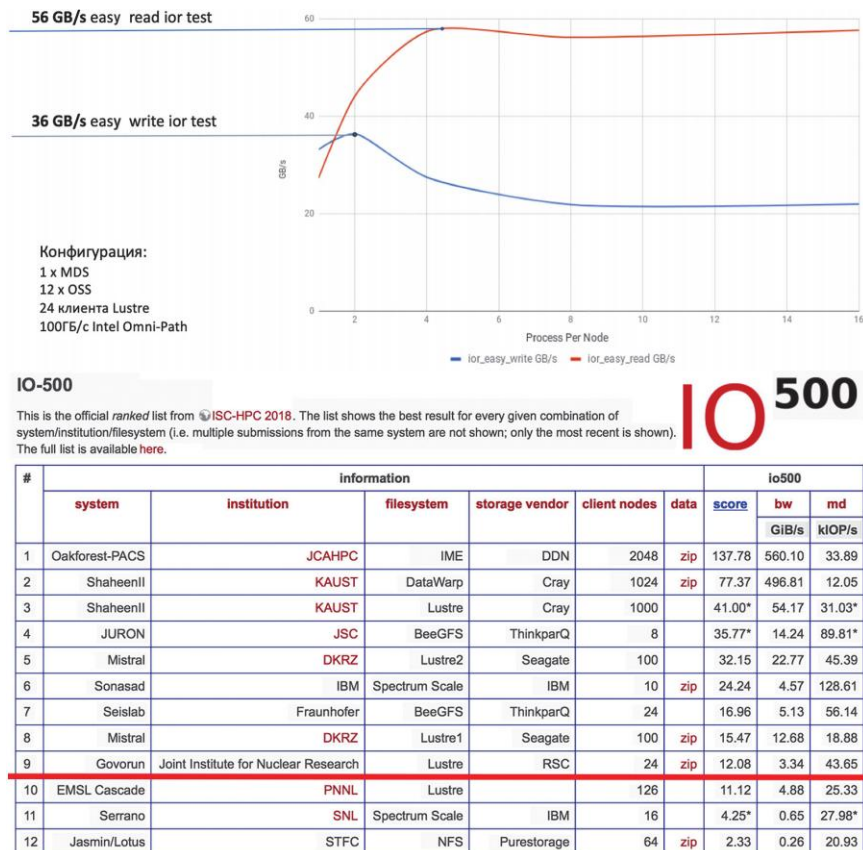 56 GB/s easy read ior test
36 GB/s easy write ior test
Конфигурация:
1 x MDS
12 x OSS
24 клиента Lustre
100ГБ/с Intel Omni-Path
60
40
20
0
GB/s
2 4 6 8 10 12 14 16
Process Per Node
ior_easy_write GB/s ior_easy_read GB/s
IO-500
This is the official ranked list from ISC-HPC 2018. The list shows the best result for every given combination of
system/institution/filesystem (i.e. multiple submissions from the same system are not shown; only the most recent is shown).
The full list is available here.
IO 500
# information io500
system institution filesystem storage vendor client nodes data score bw md
GiB/s kIOP/s
1 Oakforest-PACS JCAHPC IME DDN 2048 zip 137.78 560.10 33.89
2 ShaheenII KAUST DataWarp Cray 1024 zip 77.37 496.81 12.05
3 ShaheenII KAUST Lustre Cray 1000 41.00* 54.17 31.03*
4 JURON JSC BeeGFS ThinkparQ 8 35.77* 14.24 89.81*
5 Mistral DKRZ Lustre2 Seagate 100 32.15 22.77 45.39
6 Sonasad IBM Spectrum Scale IBM 10 zip 24.24 4.57 128.61
7 Seislab Fraunhofer BeeGFS ThinkparQ 24 16.96 5.13 56.14
8 Mistral DKRZ Lustre1 Seagate 100 zip 15.47 12.68 18.88
9 Govorun Joint Institute for Nuclear Research Lustre RSC 24 zip 12.08 3.34 43.65
10 EMSL Cascade PNNL Lustre 126 11.12 4.88 25.33
11 Serrano SNL Spectrum Scale IBM 16 4.25* 0.65 27.98*
12 Jasmin/Lotus STFC NFS Purestorage 64 zip 2.33 0.26 20.93